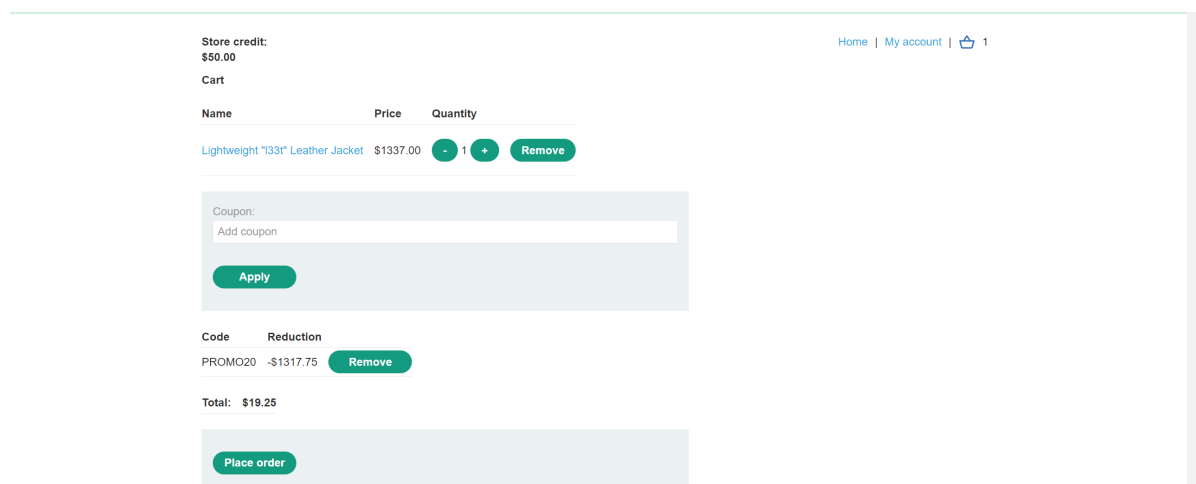 Store credit:
$50.00
Home | My account | 1
Cart
Name Price Quantity
Lightweight "l33t" Leather Jacket $1337.00 - 1 + Remove
Coupon:
Add coupon
Apply
Code Reduction
PROMO20 -$1317.75 Remove
Total: $19.25
Place order